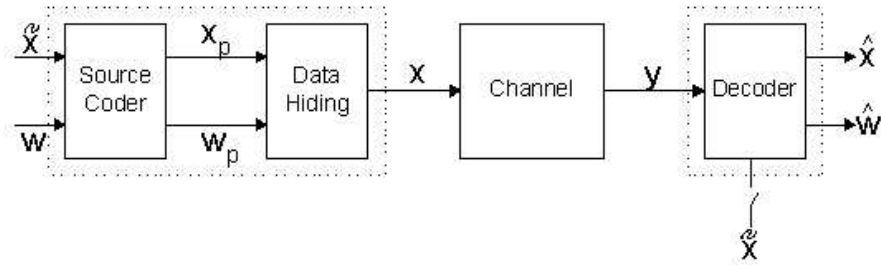 x̃ x_p x̂
Source Coder Data Hiding x Channel y Decoder
w w_p ŵ
x̃